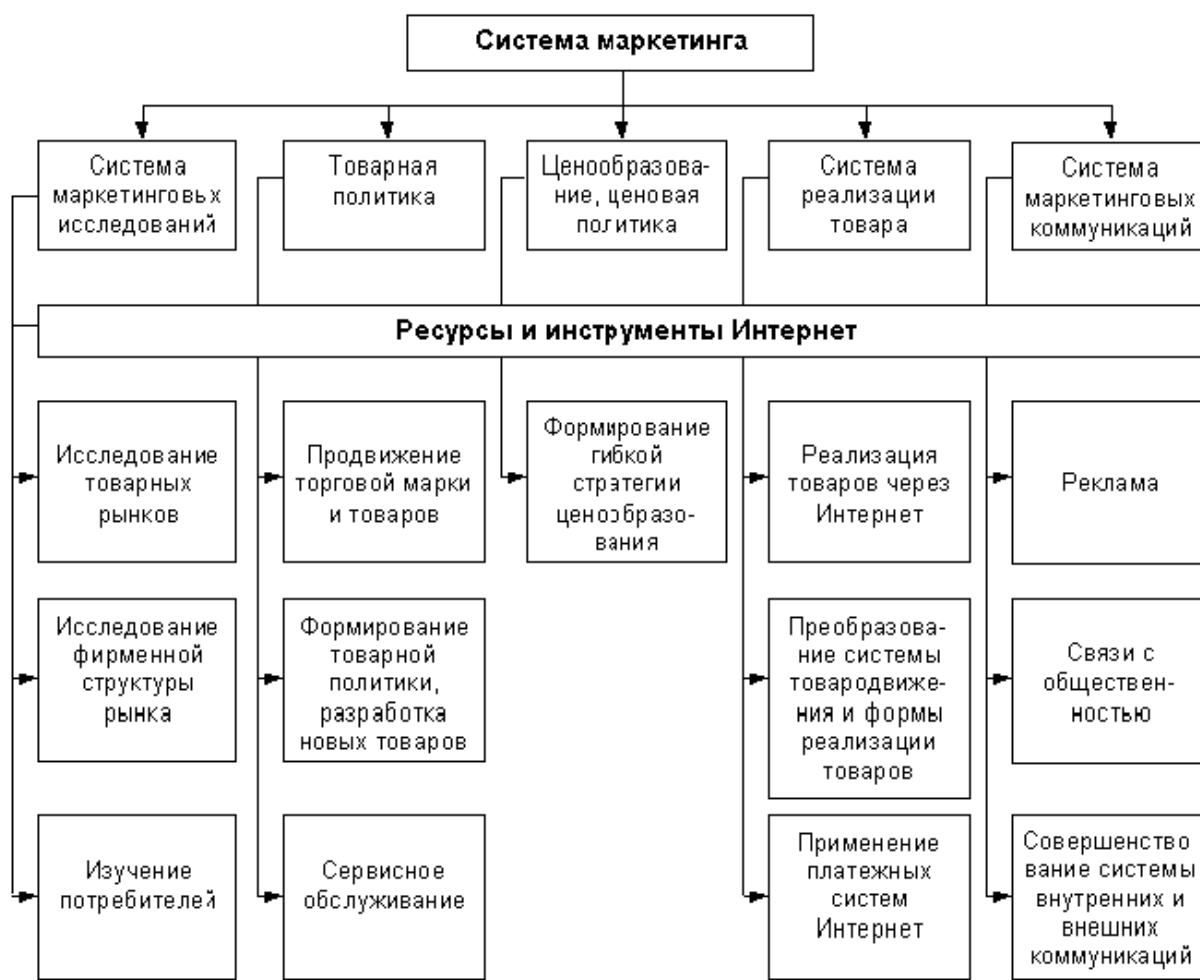 Система маркетинга
Система
маркетинговых
исследований
Товарная
политика
Ценообразова-
ние, ценовая
политика
Система
реализации
товара
Система
маркетинговых
коммуникаций
Ресурсы и инструменты Интернет
Исследование
товарных
рынков
Продвижение
торговой марки
и товаров
Формирование
гибкой
стратегии
ценообразо-
вания
Реализация
товаров через
Интернет
Реклама
Исследование
фирменной
структуры
рынка
Формирование
товарной
политики,
разработка
новых товаров
Преобразова-
ние системы
товародвиже-
ния и формы
реализации
товаров
Связи с
обществен-
ностью
Изучение
потребителей
Сервисное
обслуживание
Применение
платежных
систем
Интернет
Совершенство
вание системы
внутренних и
внешних
коммуникаций